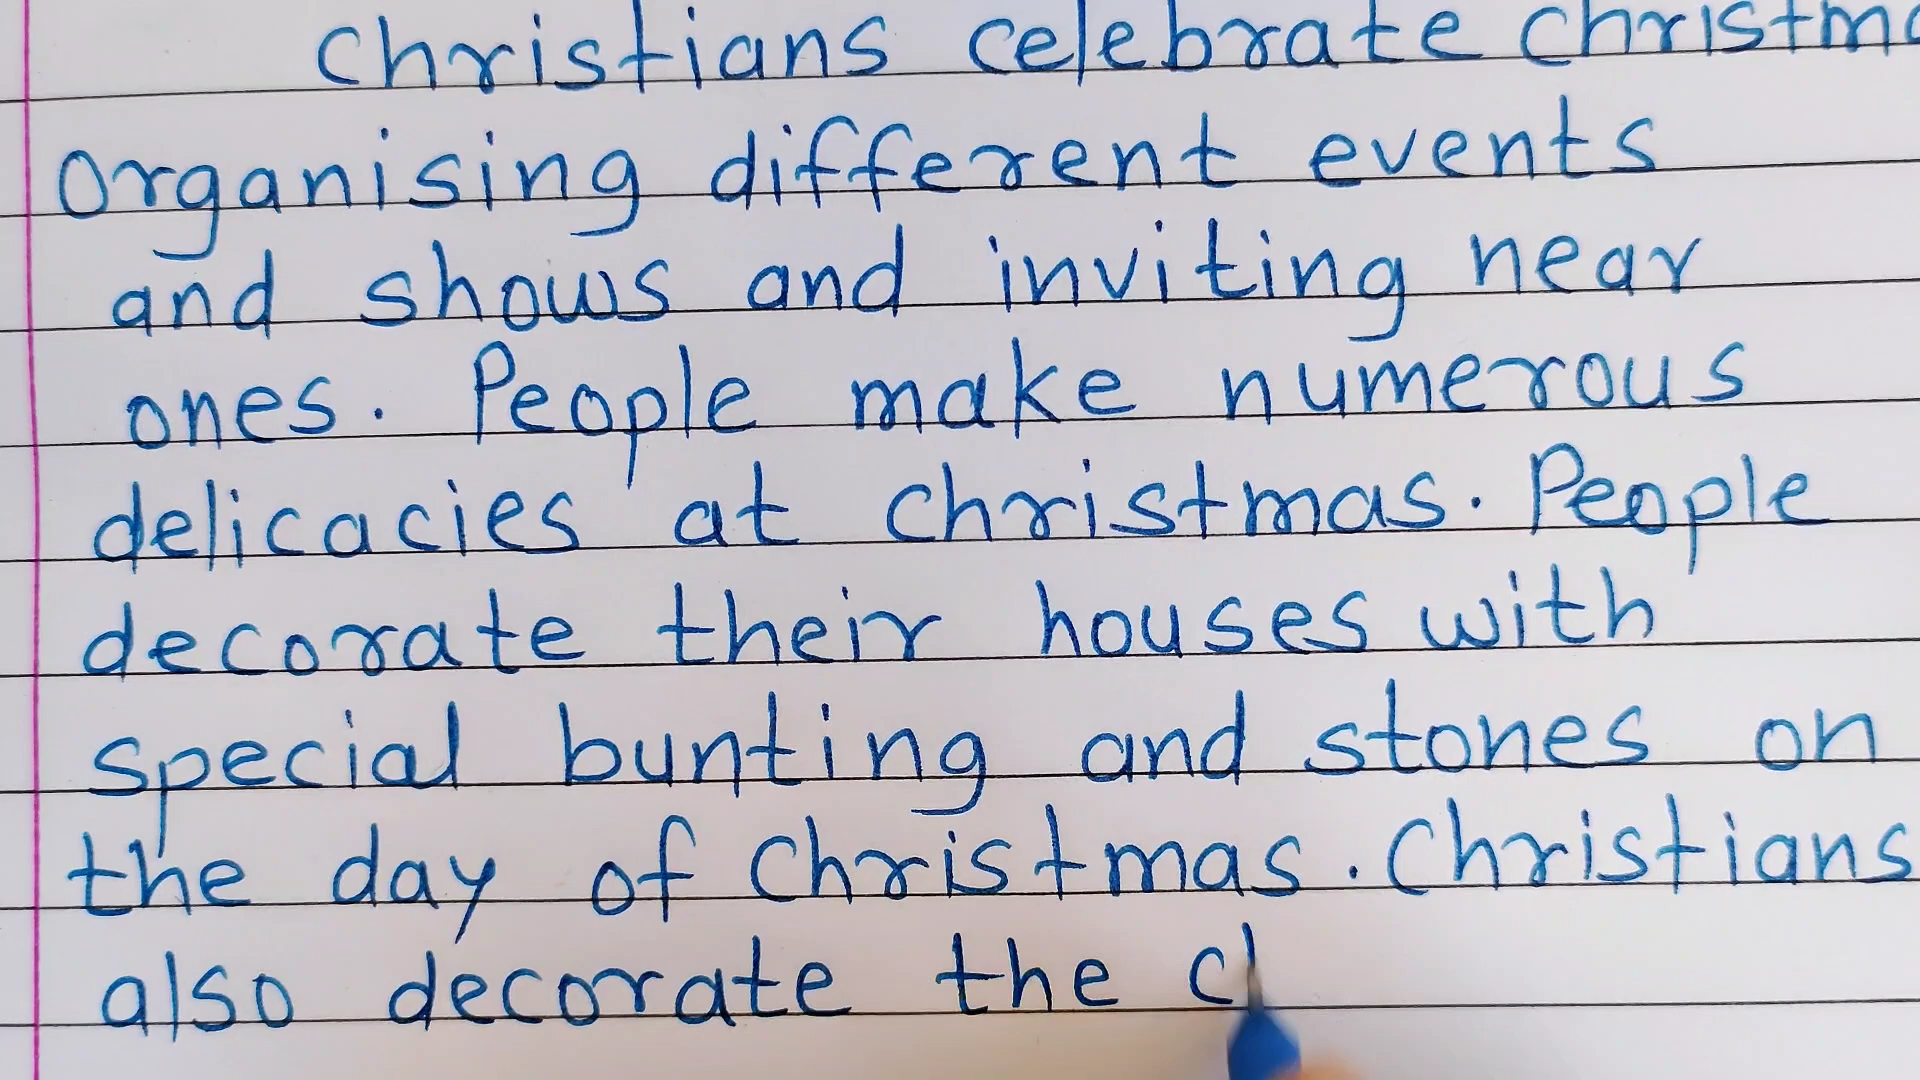 Christians celebrate christma
Organising different events
and shows and inviting near
ones. People make numerous
delicacies at christmas. People
decorate their houses with
special bunting and stones on
the day of christmas. Christians
also decorate the